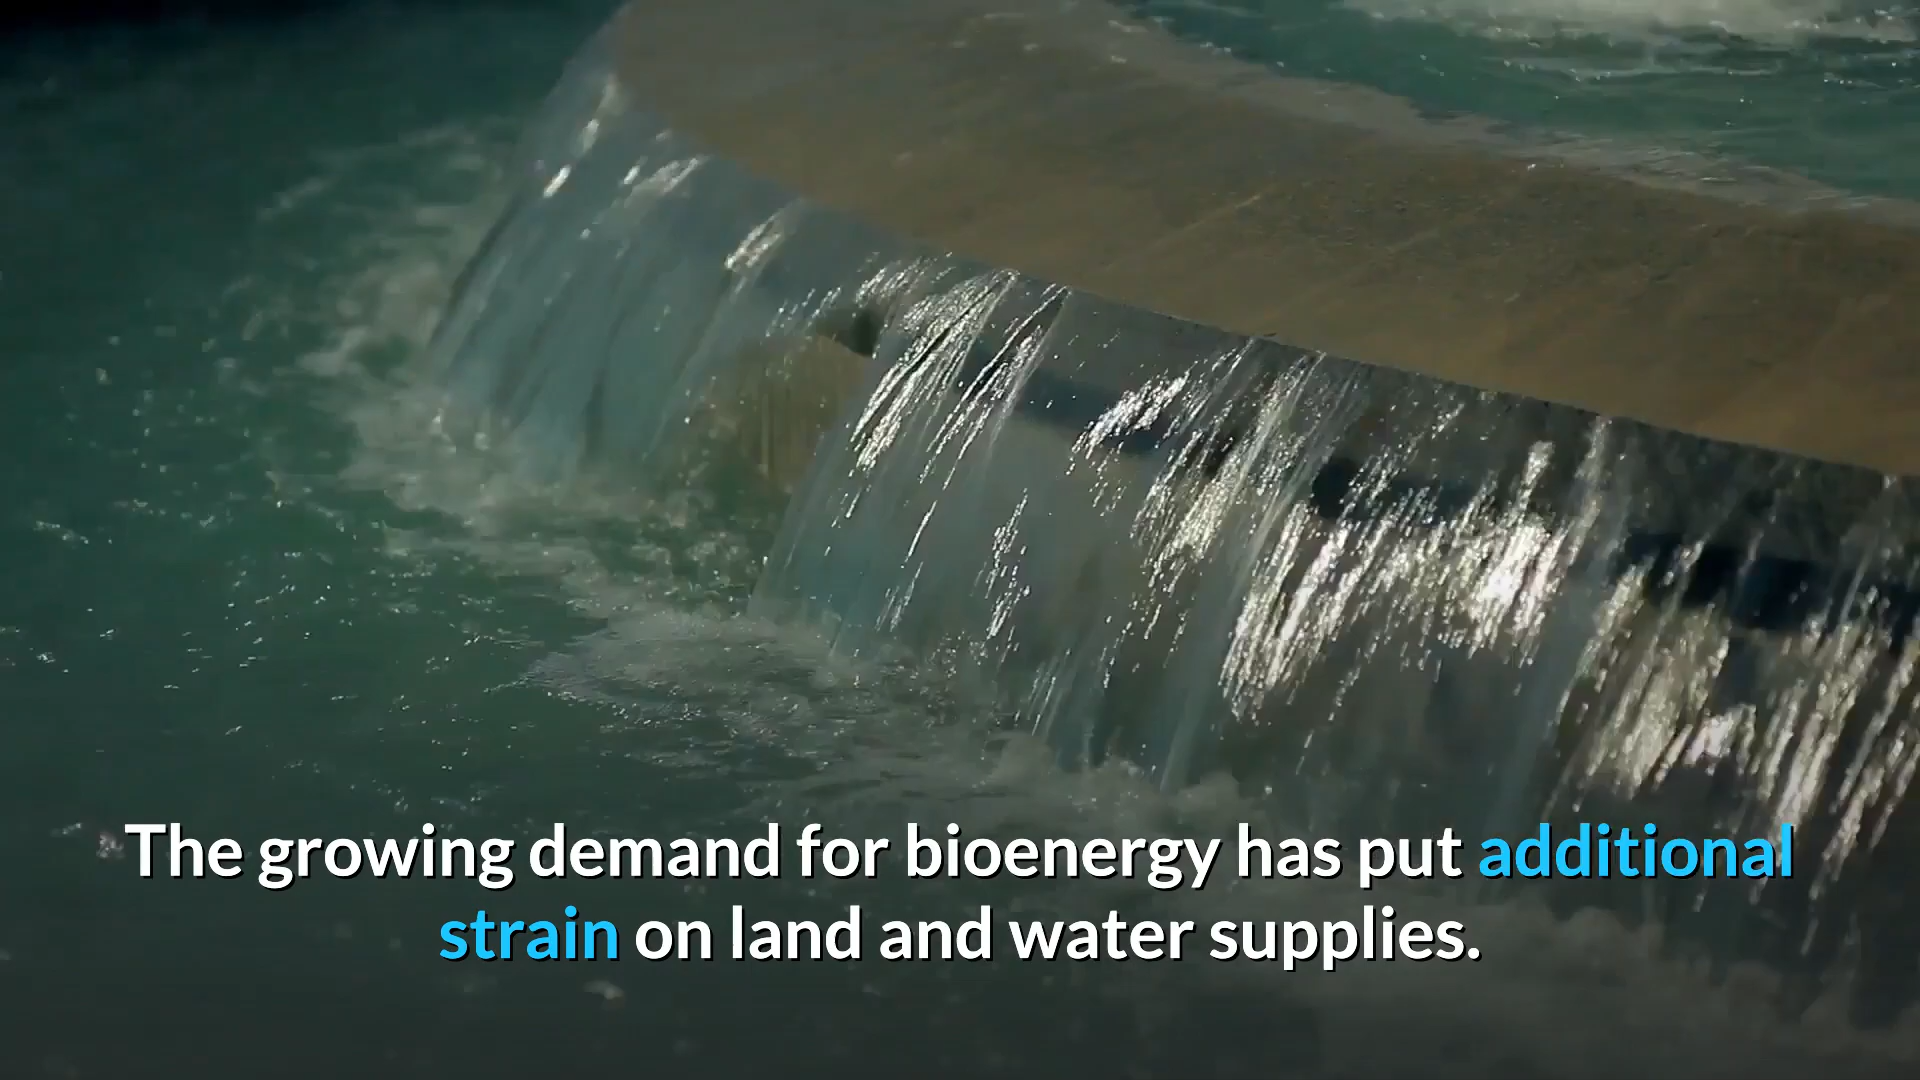 The growing demand for bioenergy has put additional
strain on land and water supplies.